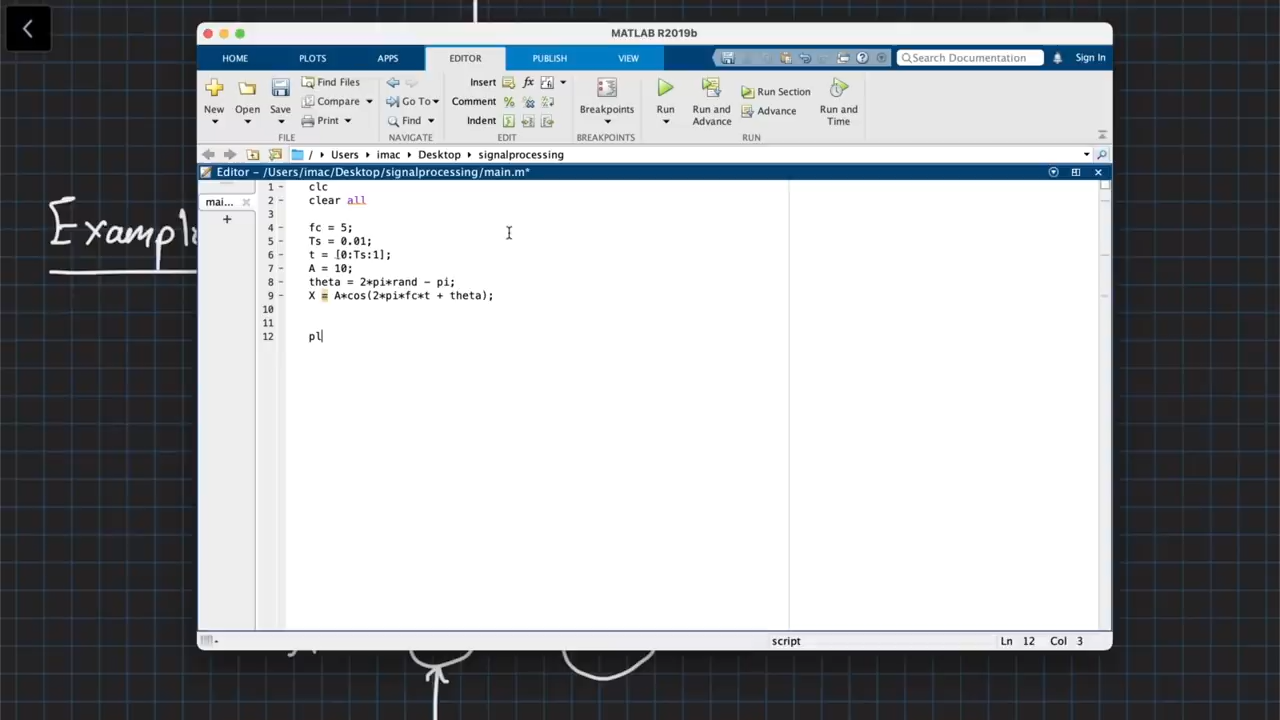 MATLAB R2019b
HOME PLOTS APPS EDITOR PUBLISH VIEW Search Documentation Sign In
New Open Save Find Files Compare Print
Go To Find
Insert fx Comment % Indent
Breakpoints
Run Run and Advance Run Section Advance Run and Time
FILE NAVIGATE EDIT BREAKPOINTS RUN
/ Users imac Desktop signalprocessing
Editor - /Users/imac/Desktop/signalprocessing/main.m*
mai...
+
1 - clc
2 - clear all
3
4 - fc = 5;
5 - Ts = 0.01;
6 - t = [0:Ts:1];
7 - A = 10;
8 - theta = 2*pi*rand - pi;
9 - X = A*cos(2*pi*fc*t + theta);
10
11
12 pl
script Ln 12 Col 3
Exampl